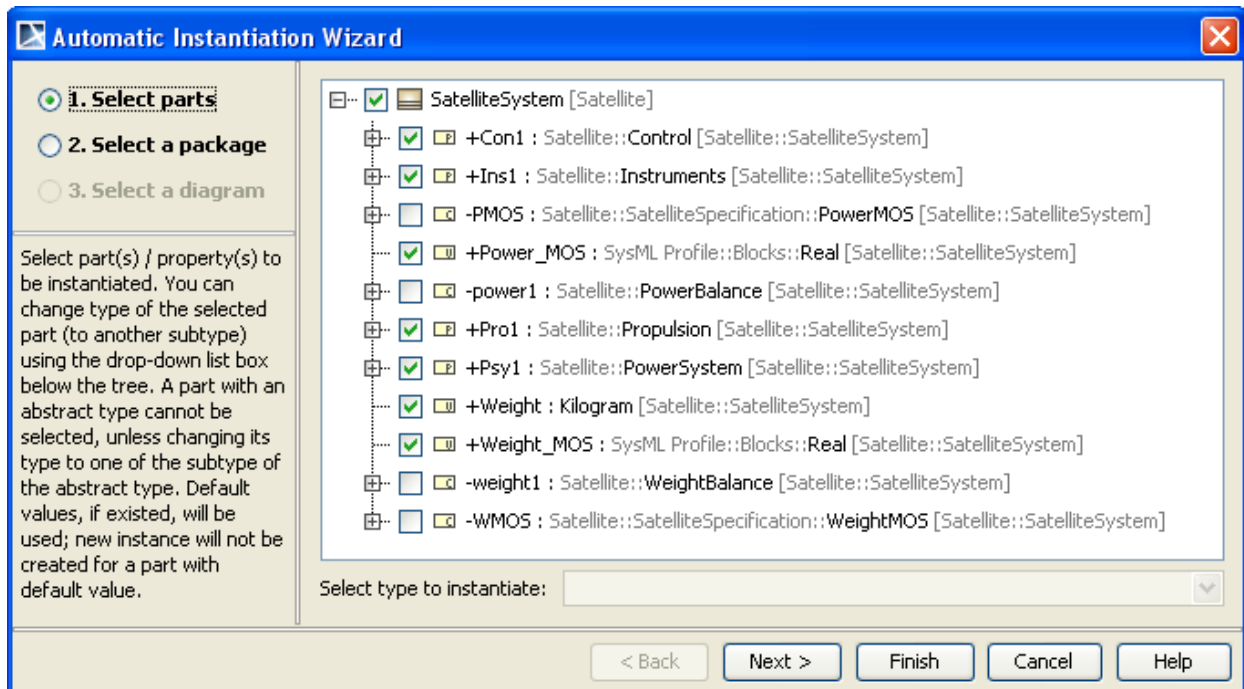 Automatic Instantiation Wizard
1. Select parts
2. Select a package
3. Select a diagram
Select part(s) / property(s) to
be instantiated. You can
change type of the selected
part (to another subtype)
using the drop-down list box
below the tree. A part with an
abstract type cannot be
selected, unless changing its
type to one of the subtype of
the abstract type. Default
values, if existed, will be
used; new instance will not be
created for a part with
default value.
SatelliteSystem [Satellite]
P +Con1 : Satellite::Control [Satellite::SatelliteSystem]
P +Ins1 : Satellite::Instruments [Satellite::SatelliteSystem]
C -PMOS : Satellite::SatelliteSpecification::PowerMOS [Satellite::SatelliteSystem]
U +Power_MOS : SysML Profile::Blocks::Real [Satellite::SatelliteSystem]
C -power1 : Satellite::PowerBalance [Satellite::SatelliteSystem]
P +Pro1 : Satellite::Propulsion [Satellite::SatelliteSystem]
P +Psy1 : Satellite::PowerSystem [Satellite::SatelliteSystem]
U +Weight : Kilogram [Satellite::SatelliteSystem]
U +Weight_MOS : SysML Profile::Blocks::Real [Satellite::SatelliteSystem]
C -weight1 : Satellite::WeightBalance [Satellite::SatelliteSystem]
C -WMOS : Satellite::SatelliteSpecification::WeightMOS [Satellite::SatelliteSystem]
Select type to instantiate:
< Back Next > Finish Cancel Help